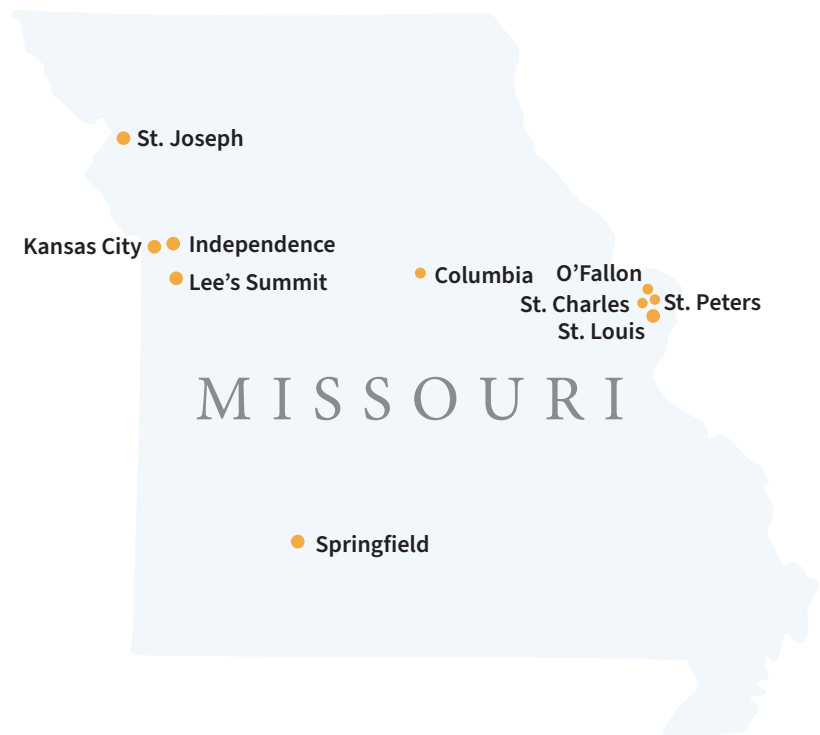 St. Joseph
Kansas City
Independence
Lee’s Summit
Columbia
O’Fallon
St. Charles
St. Peters
St. Louis
MISSOURI
Springfield